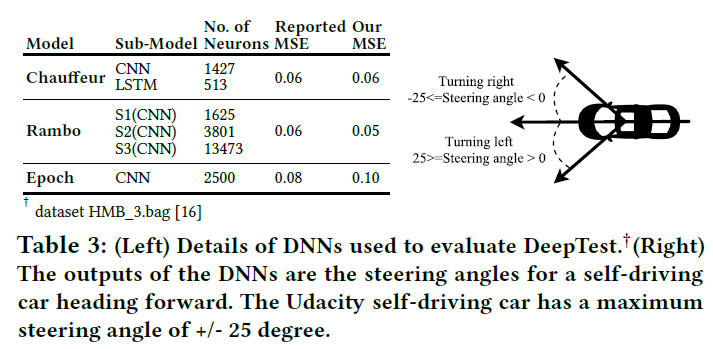 No. of Reported Our
Model Sub-Model Neurons MSE MSE
Chauffeur CNN 1427 0.06 0.06
LSTM 513
Rambo S1(CNN) 1625 0.06 0.05
S2(CNN) 3801
S3(CNN) 13473
Epoch CNN 2500 0.08 0.10
† dataset HMB_3.bag [16]
Turning right
-25<=Steering angle < 0
Turning left
25>=Steering angle > 0
Table 3: (Left) Details of DNNs used to evaluate DeepTest.†(Right)
The outputs of the DNNs are the steering angles for a self-driving
car heading forward. The Udacity self-driving car has a maximum
steering angle of +/- 25 degree.